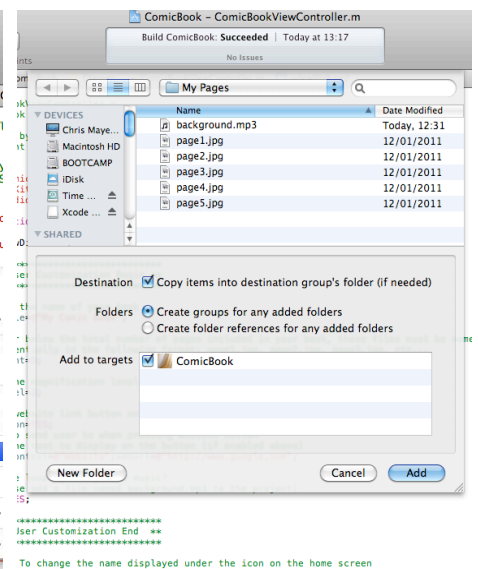 ComicBook – ComicBookViewController.m
Build ComicBook: Succeeded | Today at 13:17
No Issues
My Pages
Name Date Modified
DEVICES
Chris Maye...
Macintosh HD
BOOTCAMP
iDisk
Time ...
Xcode ...
SHARED
background.mp3 Today, 12:31
page1.jpg 12/01/2011
page2.jpg 12/01/2011
page3.jpg 12/01/2011
page4.jpg 12/01/2011
page5.jpg 12/01/2011
Destination Copy items into destination group's folder (if needed)
Folders Create groups for any added folders
Create folder references for any added folders
Add to targets ComicBook
New Folder Cancel Add
ES;
*************************
User Customization End **
*************************
To change the name displayed under the icon on the home screen